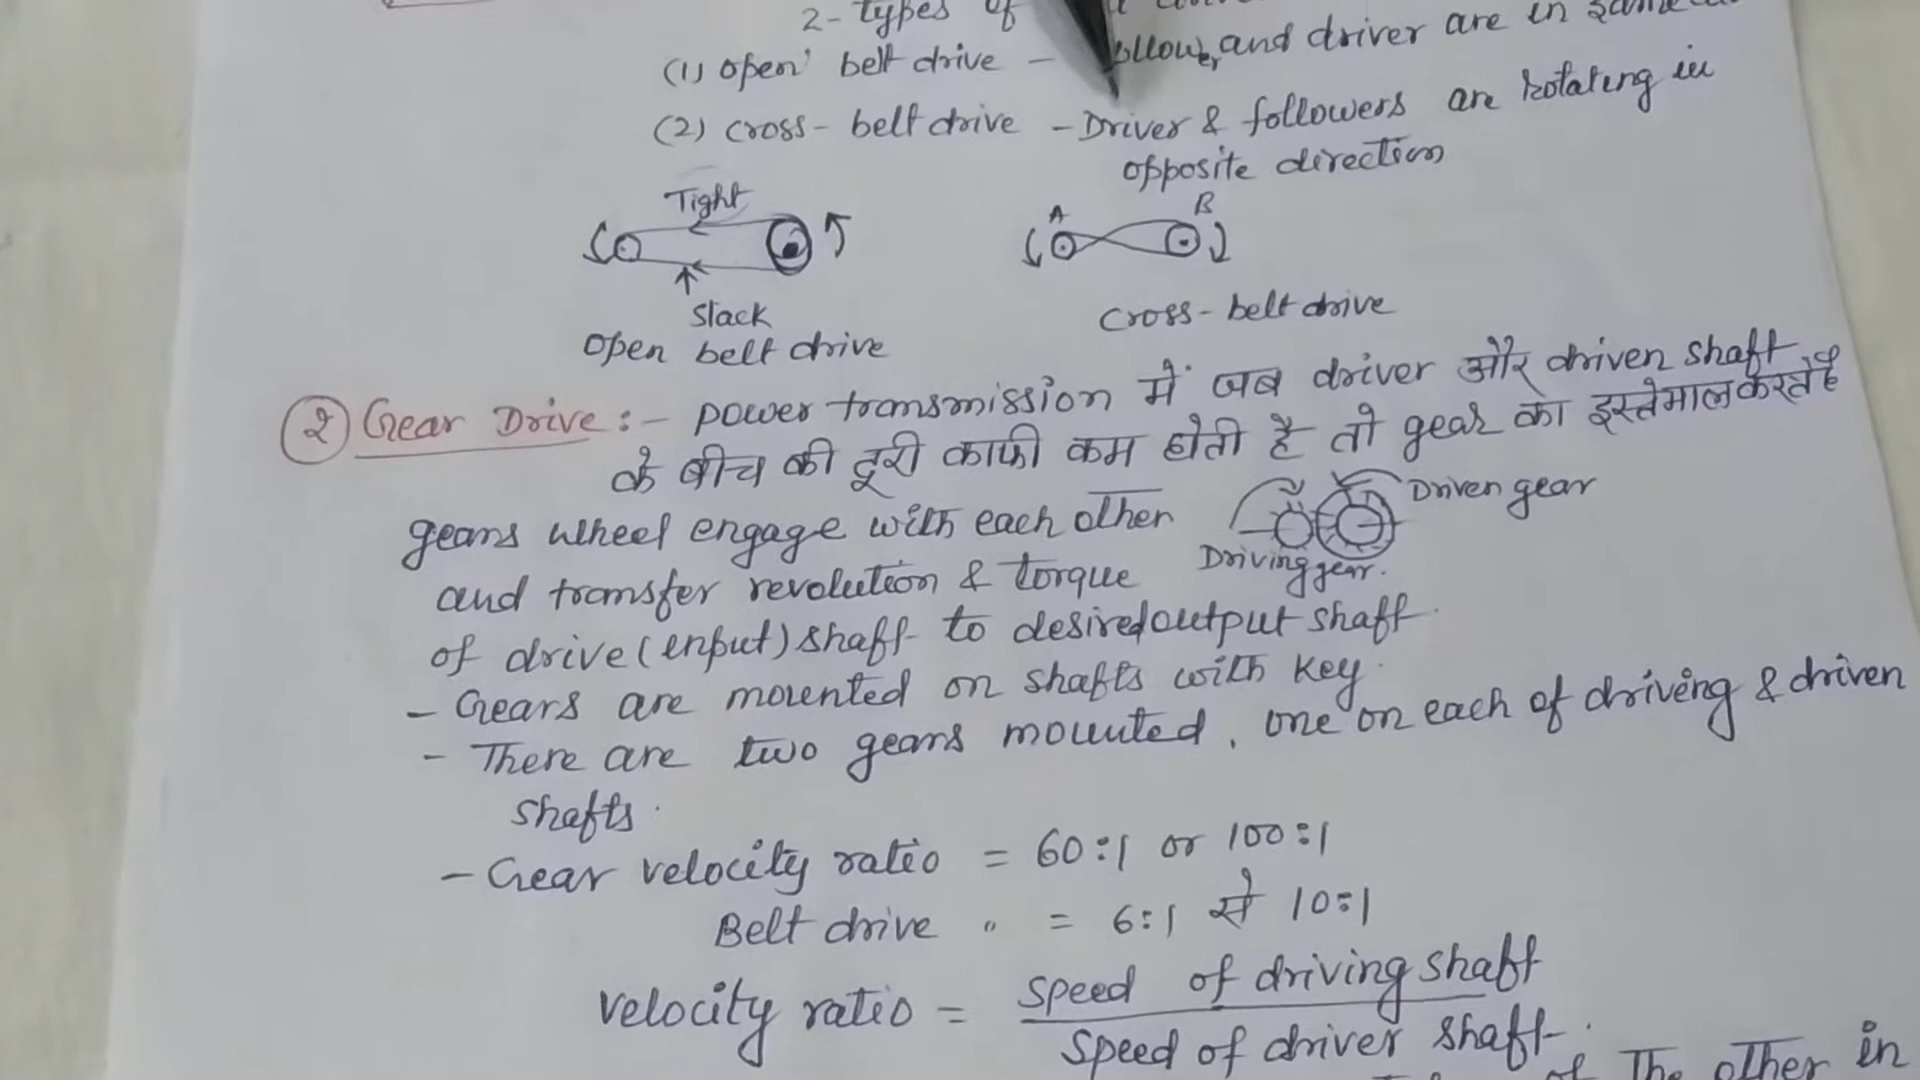 2-types of
(1) open belt drive - follower, and driver are in same
(2) cross-belt drive - Driver & followers are rotating in
opposite direction
Tight
A B
Slack
open belt drive
cross-belt drive
② Gear Drive :- power transmission में जब driver और driven shaft
के बीच की दूरी काफी कम होती है तो gear का इस्तेमाल करते है
gears wheel engage with each other
Driven gear
Driving gear.
and transfer revolution & torque
of drive (input) shaft to desired output shaft
- Gears are mounted on shafts with key.
- There are two gears mounted, one on each of driving & driven
shafts.
- Gear velocity ratio = 60:1 or 100:1
Belt drive " = 6:1 से 10:1
velocity ratio = speed of driving shaft
speed of driver shaft.
of the other in